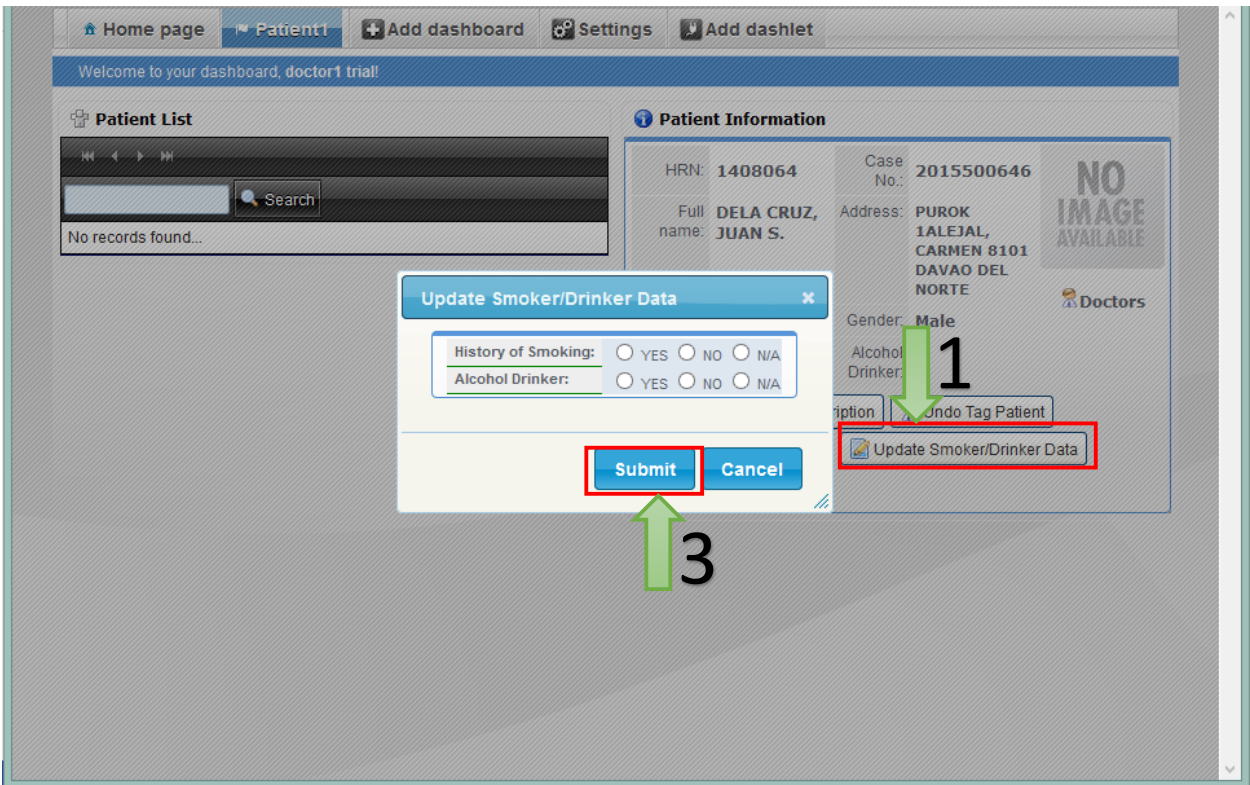 Home page Patient1 Add dashboard Settings Add dashlet
Welcome to your dashboard, doctor1 trial!
Patient List
Search
No records found...
Patient Information
HRN: 1408064 Case No.: 2015500646
Full name: DELA CRUZ, JUAN S.
Address: PUROK
1ALEJAL,
CARMEN 8101
DAVAO DEL
NORTE
NO
IMAGE
AVAILABLE
Doctors
Gender: Male
Alcohol
Drinker:
1
Undo Tag Patient
Update Smoker/Drinker Data
Update Smoker/Drinker Data
History of Smoking: YES NO N/A
Alcohol Drinker: YES NO N/A
Submit Cancel
3